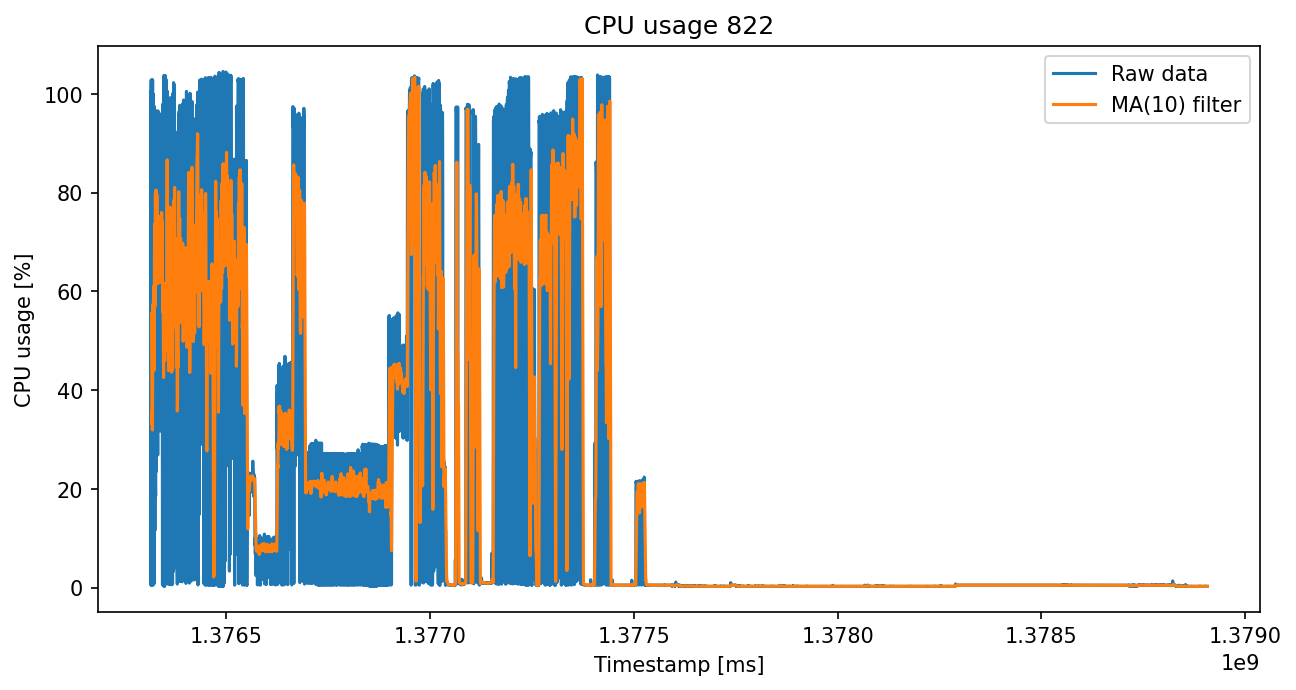 CPU usage 822
Raw data
MA(10) filter
CPU usage [%]
100
80
60
40
20
0
1.3765 1.3770 1.3775 1.3780 1.3785 1.3790
1e9
Timestamp [ms]